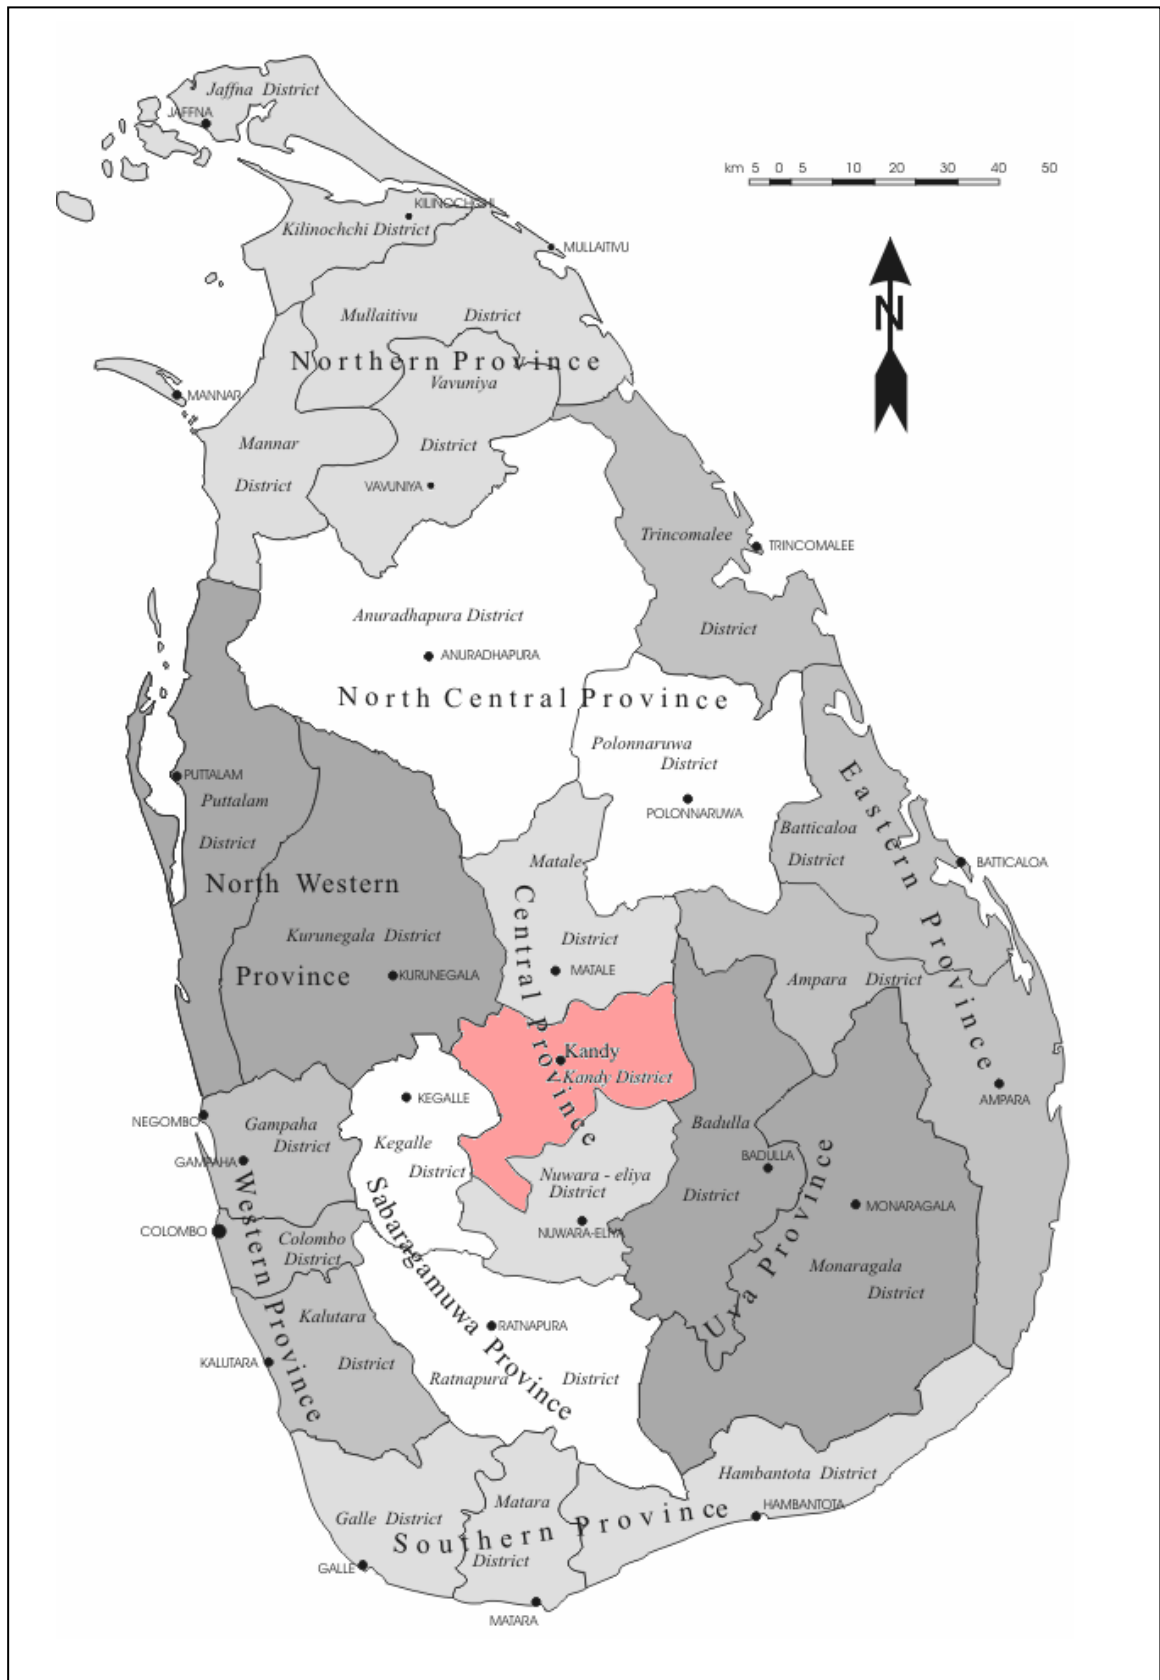 Jaffna District
JAFFNA
km 5 0 5 10 20 30 40 50
KILINOCHCHI
Kilinochchi District
MULLAITIVU
N
Mullaitivu District
Northern Province
Vavuniya
MANNAR
Mannar
District
District
VAVUNIYA
Trincomalee
TRINCOMALEE
Anuradhapura District
District
ANURADHAPURA
North Central Province
Polonnaruwa
District
PUTTALAM
Puttalam
POLONNARUWA
Eastern Province
Batticaloa
District
District
Matale
BATTICALOA
North Western
Central Province
Kurunegala District
District
Province
KURUNEGALA
MATALE
Ampara District
Kandy
Kandy District
KEGALLE
AMPARA
NEGOMBO
Gampaha
District
Kegalle
District
Badulla
GAMPAHA
BADULLA
Nuwara - eliya
District
District
MONARAGALA
Western Province
Sabaragamuwa Province
Uva Province
COLOMBO
Colombo
District
NUWARA-ELIYA
Monaragala
District
Kalutara
RATNAPURA
KALUTARA
District
Ratnapura District
Hambantota District
Matara
HAMBANTOTA
Galle District
Southern Province
District
GALLE
MATARA